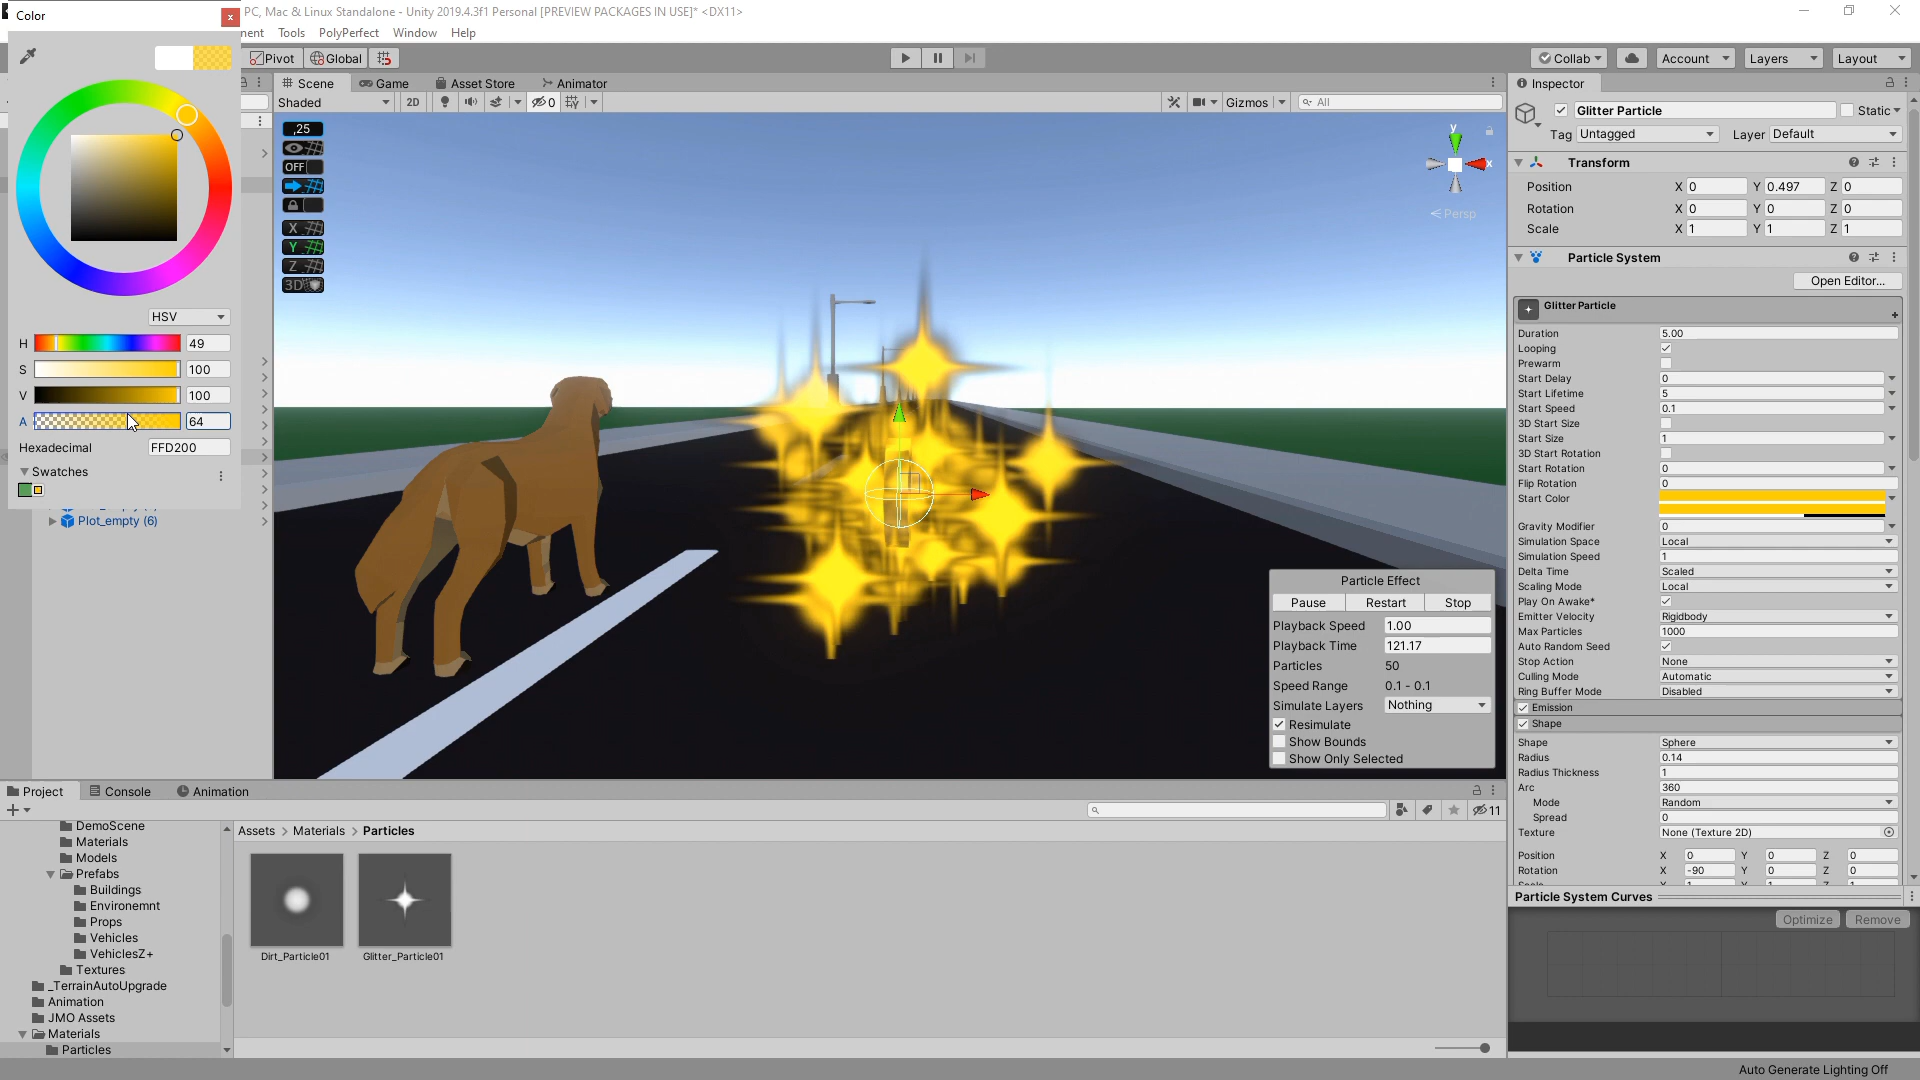 Color
PC, Mac & Linux Standalone - Unity 2019.4.3f1 Personal [PREVIEW PACKAGES IN USE]* <DX11>
nent Tools PolyPerfect Window Help
Pivot Global Collab Account Layers Layout
Scene Game Asset Store Animator
Shaded 2D 0 Gizmos All
,25
OFF
X
Y
Z
3D
y
x
Persp
HSV
H 49
S 100
V 100
A 64
Hexadecimal FFD200
Swatches
Plot_empty (6)
Particle Effect
Pause Restart Stop
Playback Speed 1.00
Playback Time 121.17
Particles 50
Speed Range 0.1 - 0.1
Simulate Layers Nothing
Resimulate
Show Bounds
Show Only Selected
Inspector
Glitter Particle Static
Tag Untagged Layer Default
Transform
Position X 0 Y 0.497 Z 0
Rotation X 0 Y 0 Z 0
Scale X 1 Y 1 Z 1
Particle System
Open Editor...
Glitter Particle
Duration 5.00
Looping
Prewarm
Start Delay 0
Start Lifetime 5
Start Speed 0.1
3D Start Size
Start Size 1
3D Start Rotation
Start Rotation 0
Flip Rotation 0
Start Color
Gravity Modifier 0
Simulation Space Local
Simulation Speed 1
Delta Time Scaled
Scaling Mode Local
Play On Awake*
Emitter Velocity Rigidbody
Max Particles 1000
Auto Random Seed
Stop Action None
Culling Mode Automatic
Ring Buffer Mode Disabled
Emission
Shape
Shape Sphere
Radius 0.14
Radius Thickness 1
Arc 360
Mode Random
Spread 0
Texture None (Texture 2D)
Position X 0 Y 0 Z 0
Rotation X -90 Y 0 Z 0
Particle System Curves
Optimize Remove
Project Console Animation
11
Assets > Materials > Particles
DemoScene
Materials
Models
Prefabs
Buildings
Environemnt
Props
Vehicles
VehiclesZ+
Textures
_TerrainAutoUpgrade
Animation
JMO Assets
Materials
Particles
Dirt_Particle01 Glitter_Particle01
Auto Generate Lighting Off